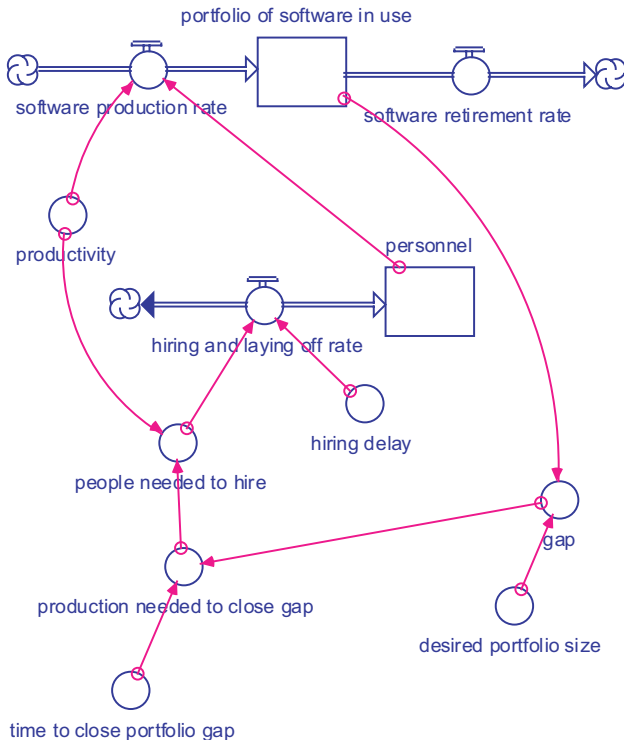 portfolio of software in use
software production rate
software retirement rate
productivity
personnel
hiring and laying off rate
hiring delay
people needed to hire
gap
production needed to close gap
desired portfolio size
time to close portfolio gap